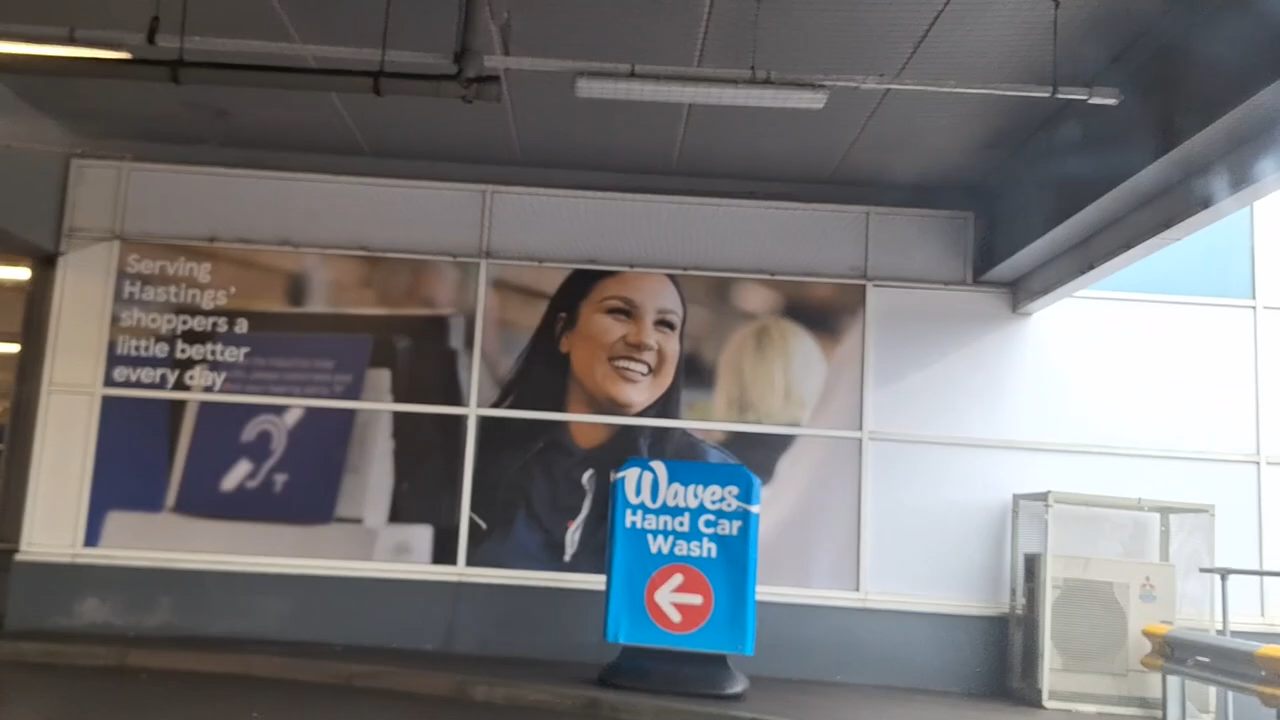 Serving
Hastings'
shoppers a
little better
every day
T
Waves
Hand Car
Wash